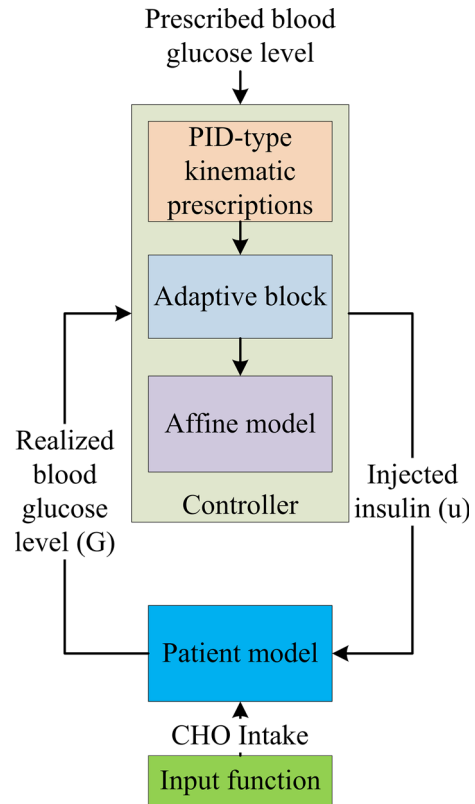 Prescribed blood
glucose level
PID-type
kinematic
prescriptions
Adaptive block
Affine model
Controller
Realized
blood
glucose
level (G)
Injected
insulin (u)
Patient model
CHO Intake
Input function